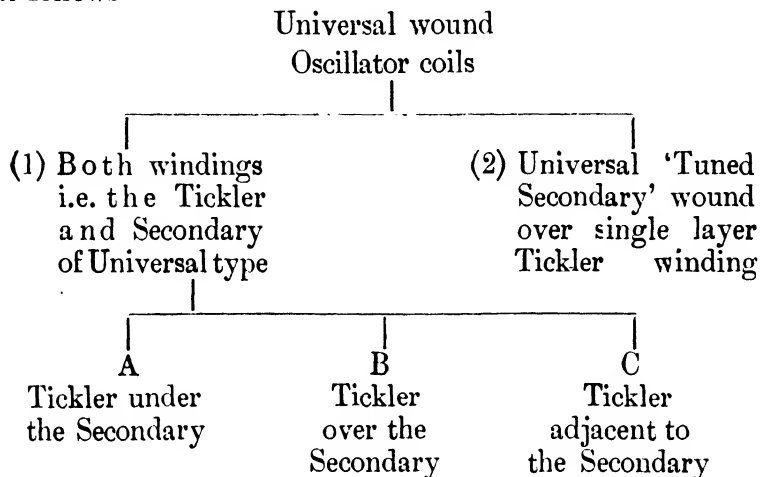 Universal wound
Oscillator coils
(1) Both windings
i.e. the Tickler
and Secondary
of Universal type
(2) Universal ‘Tuned
Secondary’ wound
over single layer
Tickler winding
A
Tickler under
the Secondary
B
Tickler
over the
Secondary
C
Tickler
adjacent to
the Secondary